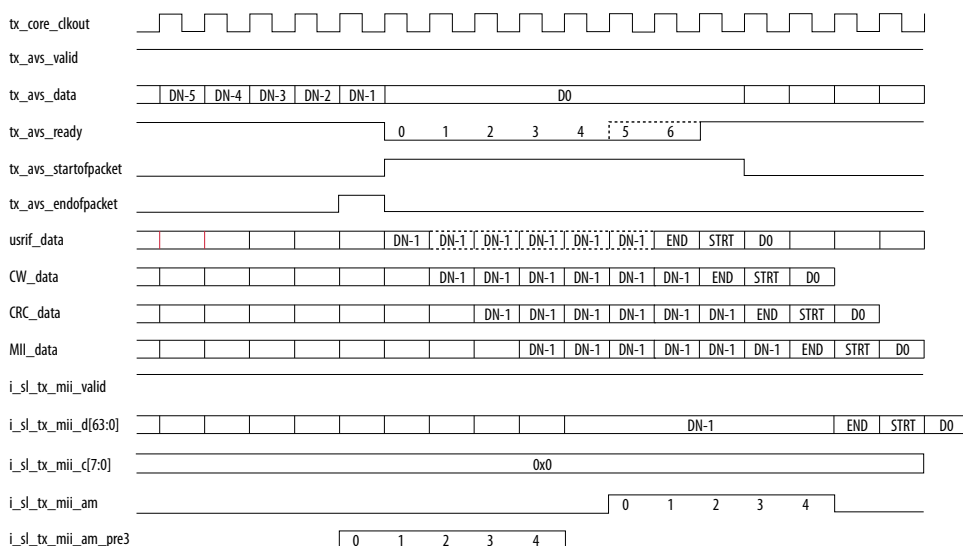 tx_core_clkout
tx_avs_valid
tx_avs_data DN-5 DN-4 DN-3 DN-2 DN-1 D0
tx_avs_ready 0 1 2 3 4 5 6
tx_avs_startofpacket
tx_avs_endofpacket
usrif_data DN-1 DN-1 DN-1 DN-1 DN-1 DN-1 END STRT D0
CW_data DN-1 DN-1 DN-1 DN-1 DN-1 DN-1 END STRT D0
CRC_data DN-1 DN-1 DN-1 DN-1 DN-1 DN-1 END STRT D0
MII_data DN-1 DN-1 DN-1 DN-1 DN-1 DN-1 END STRT D0
i_sl_tx_mii_valid
i_sl_tx_mii_d[63:0] DN-1 END STRT D0
i_sl_tx_mii_c[7:0] 0x0
i_sl_tx_mii_am 0 1 2 3 4
i_sl_tx_mii_am_pre3 0 1 2 3 4